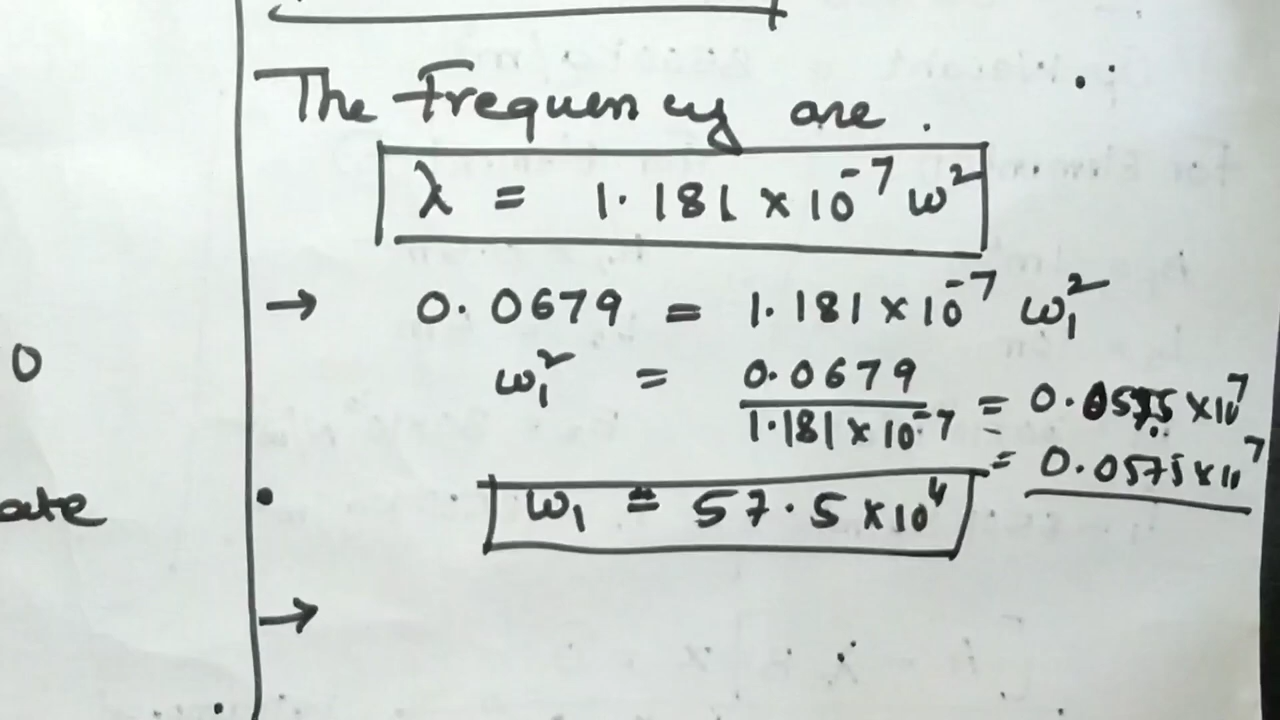 The Frequency are.
λ = 1.181 × 10⁻⁷ ω²
→ 0.0679 = 1.181 × 10⁻⁷ ω₁²
0
ω₁² = 0.0679 / 1.181 × 10⁻⁷ = 0.0575 × 10⁷
= 0.0575 × 10⁷
ate
ω₁ = 57.5 × 10⁴
→